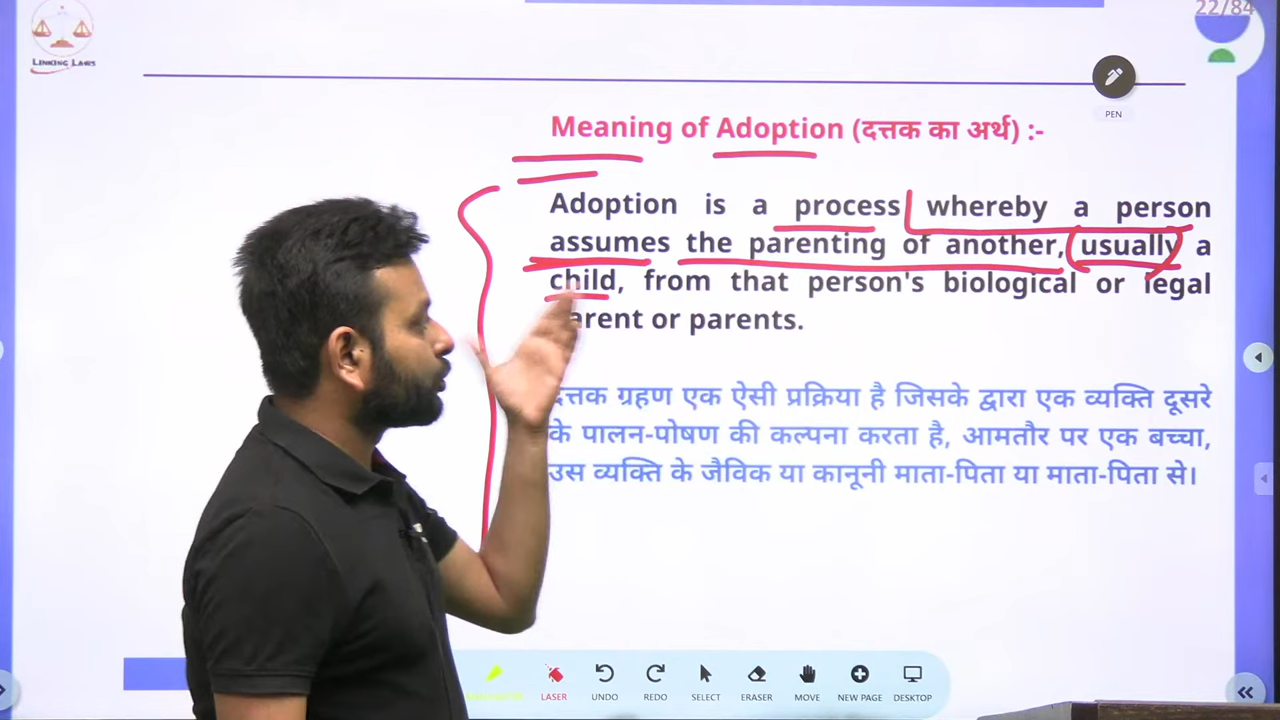 22/84
LINKING LAWS
PEN
Meaning of Adoption (दत्तक का अर्थ) :-
Adoption is a process whereby a person
assumes the parenting of another, usually a
child, from that person's biological or legal
parent or parents.
दत्तक ग्रहण एक ऐसी प्रक्रिया है जिसके द्वारा एक व्यक्ति दूसरे
के पालन-पोषण की कल्पना करता है, आमतौर पर एक बच्चा,
उस व्यक्ति के जैविक या कानूनी माता-पिता या माता-पिता से।
LASER UNDO REDO SELECT ERASER MOVE NEW PAGE DESKTOP